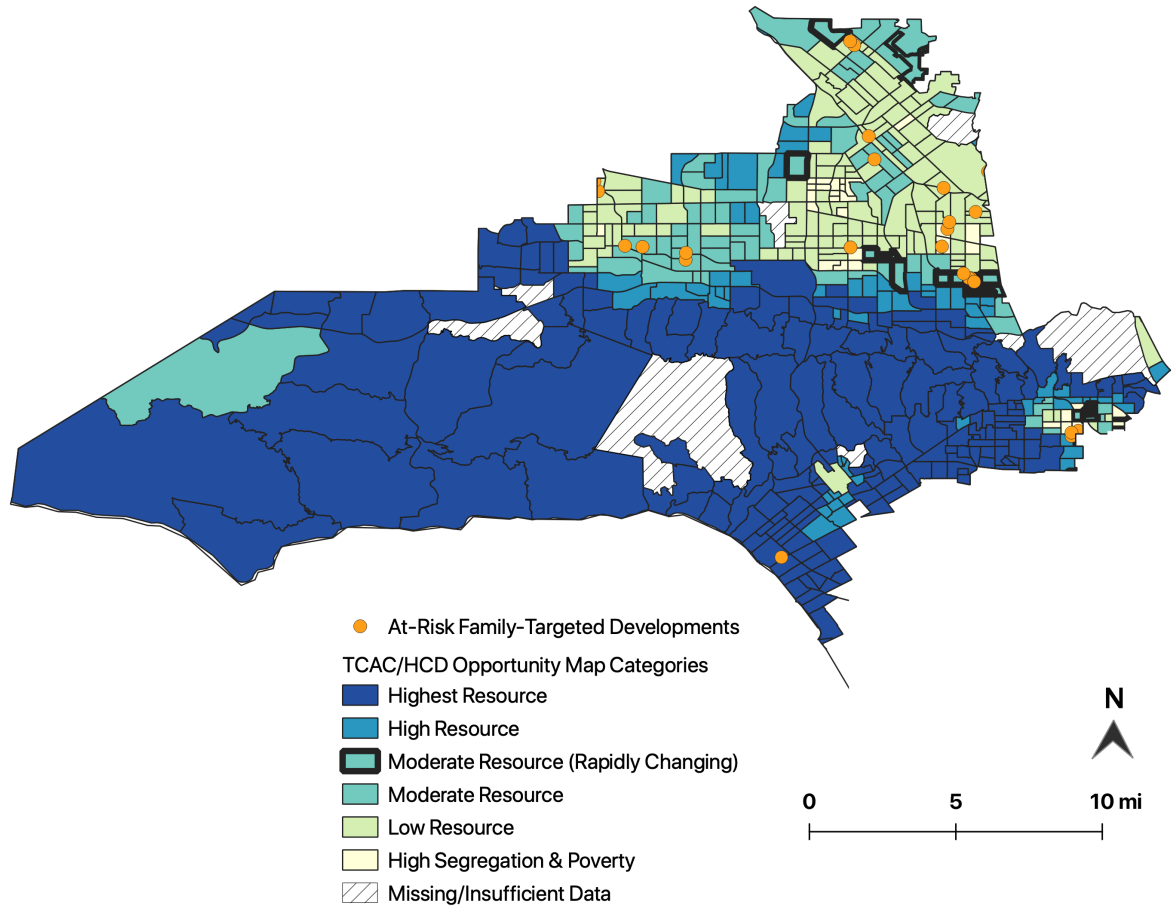 At-Risk Family-Targeted Developments
TCAC/HCD Opportunity Map Categories
Highest Resource
High Resource
Moderate Resource (Rapidly Changing)
Moderate Resource
Low Resource
High Segregation & Poverty
Missing/Insufficient Data
N
0 5 10 mi